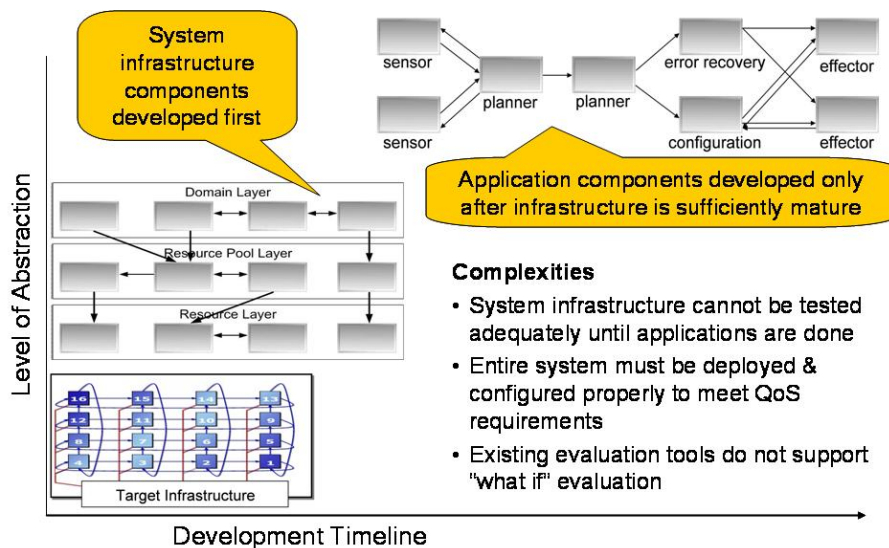 System
infrastructure
components
developed first
sensor
sensor
planner
planner
error recovery
configuration
effector
effector
Application components developed only
after infrastructure is sufficiently mature
Domain Layer
Resource Pool Layer
Resource Layer
16 15 14 13
12 11 10 9
8 7 6 5
4 3 2 1
Target Infrastructure
Level of Abstraction
Complexities
• System infrastructure cannot be tested
adequately until applications are done
• Entire system must be deployed &
configured properly to meet QoS
requirements
• Existing evaluation tools do not support
"what if" evaluation
Development Timeline